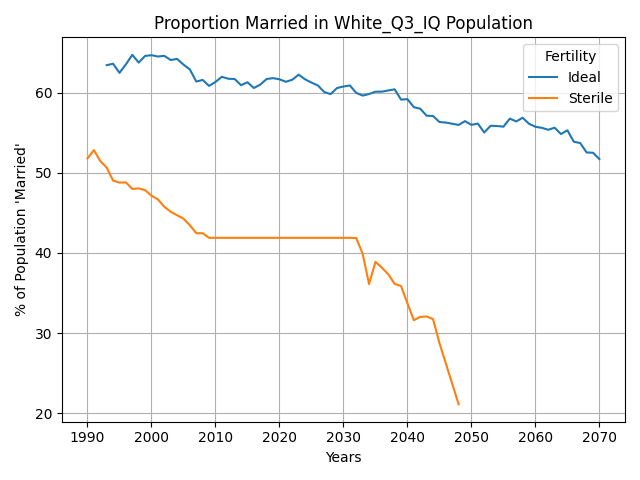 Proportion Married in White_Q3_IQ Population
% of Population 'Married'
60
50
40
30
20
Fertility
Ideal
Sterile
1990 2000 2010 2020 2030 2040 2050 2060 2070
Years